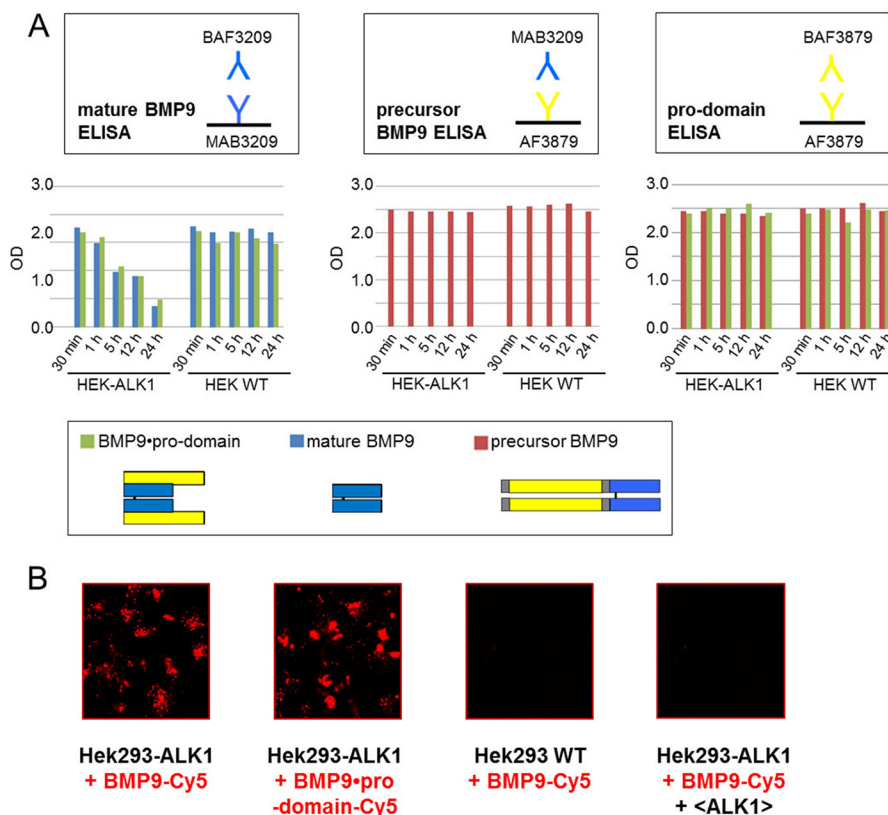 A
BAF3209
mature BMP9
ELISA
MAB3209
MAB3209
precursor
BMP9 ELISA
AF3879
BAF3879
pro-domain
ELISA
AF3879
3.0
2.0
1.0
0.0
OD
30 min
1 h
5 h
12 h
24 h
30 min
1 h
5 h
12 h
24 h
HEK-ALK1
HEK WT
3.0
2.0
1.0
0.0
OD
30 min
1 h
5 h
12 h
24 h
30 min
1 h
5 h
12 h
24 h
HEK-ALK1
HEK WT
3.0
2.0
1.0
0.0
OD
30 min
1 h
5 h
12 h
24 h
30 min
1 h
5 h
12 h
24 h
HEK-ALK1
HEK WT
BMP9•pro-domain
mature BMP9
precursor BMP9
B
Hek293-ALK1
+ BMP9-Cy5
Hek293-ALK1
+ BMP9•pro
-domain-Cy5
Hek293 WT
+ BMP9-Cy5
Hek293-ALK1
+ BMP9-Cy5
+ <ALK1>